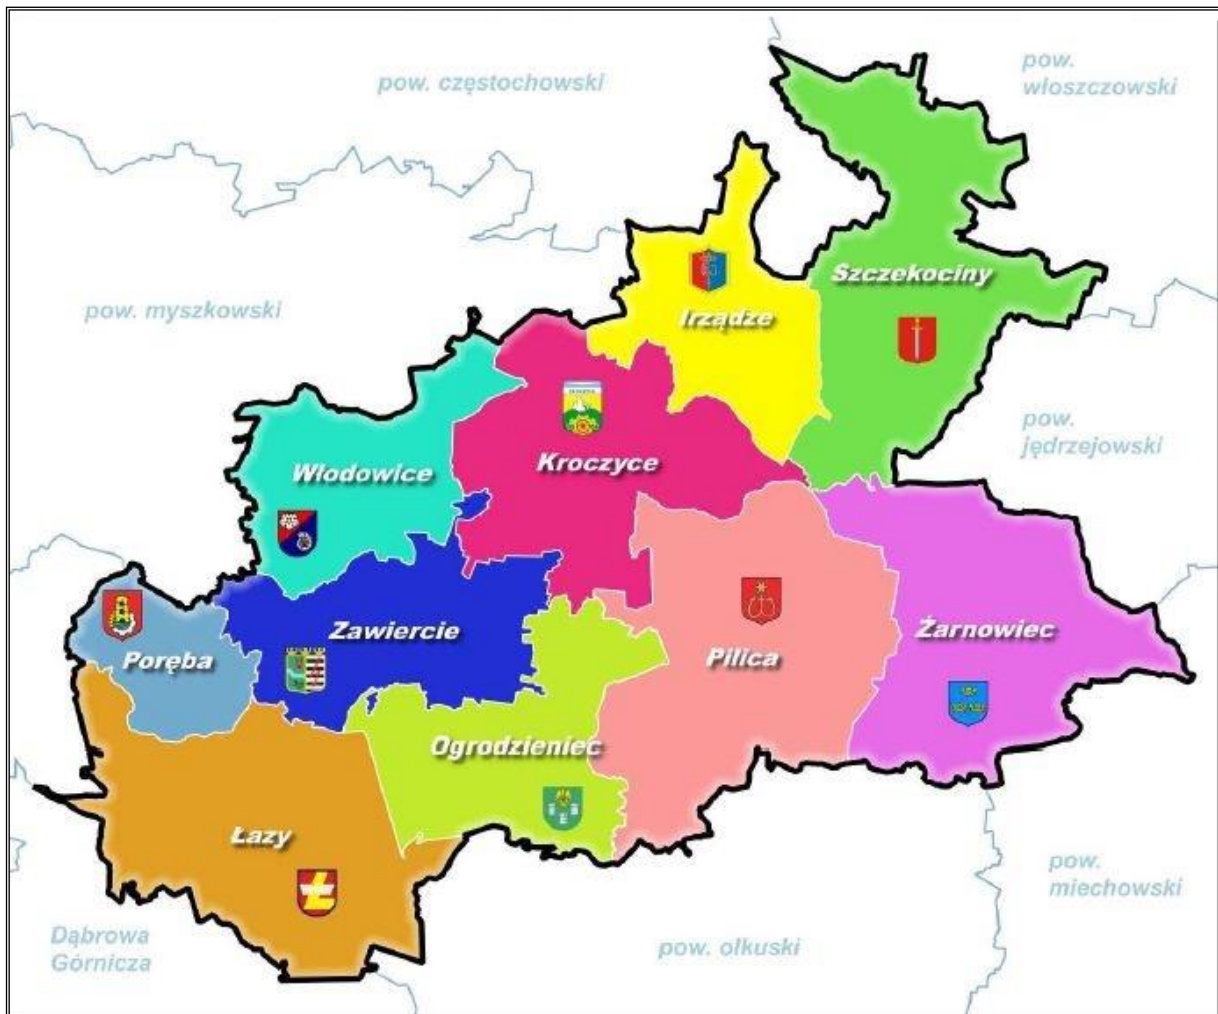 pow. częstochowski
pow.
włoszczowski
Szczekociny
pow. myszkowski
Irządze
pow.
jędrzejowski
Kroczyce
Włodowice
Zawiercie
Żarnowiec
Poręba
Pilica
Ogrodzieniec
Łazy
pow.
miechowski
Dąbrowa
Górnicza
pow. olkuski